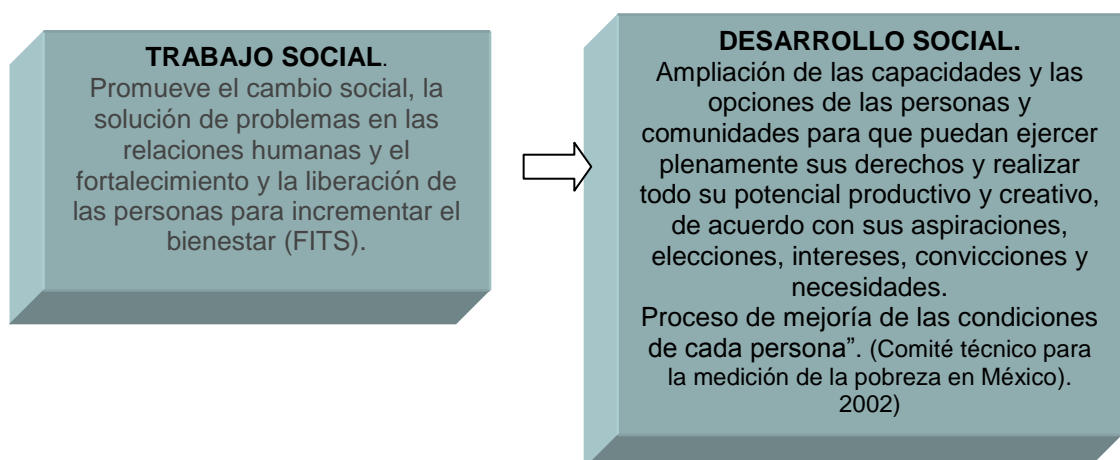 TRABAJO SOCIAL.
Promueve el cambio social, la
solución de problemas en las
relaciones humanas y el
fortalecimiento y la liberación de
las personas para incrementar el
bienestar (FITS).
DESARROLLO SOCIAL.
Ampliación de las capacidades y las
opciones de las personas y
comunidades para que puedan ejercer
plenamente sus derechos y realizar
todo su potencial productivo y creativo,
de acuerdo con sus aspiraciones,
elecciones, intereses, convicciones y
necesidades.
Proceso de mejoría de las condiciones
de cada persona”. (Comité técnico para
la medición de la pobreza en México).
2002)